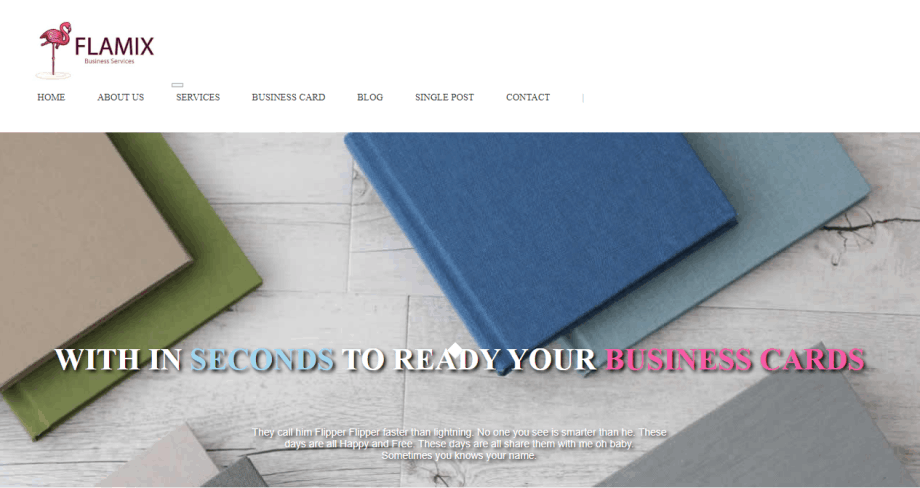 FLAMIX
Business Services
HOME ABOUT US SERVICES BUSINESS CARD BLOG SINGLE POST CONTACT |
WITH IN SECONDS TO READY YOUR BUSINESS CARDS
They call him Flipper Flipper faster than lightning. No one you see is smarter than he. These
days are all Happy and Free. These days are all share them with me oh baby.
Sometimes you knows your name.